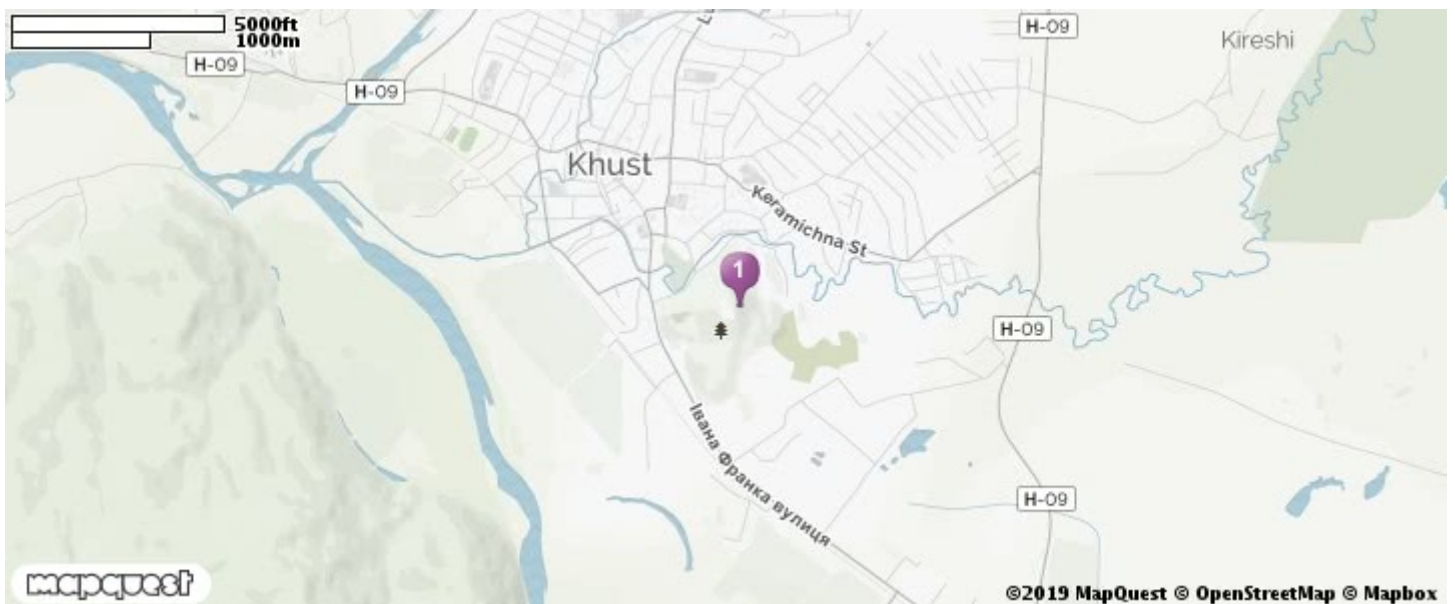 5000ft
1000m
H-09
H-09
H-09
Kireshi
Khust
Keramichna St
1
H-09
Івана Франка вулиця
H-09
mapquest
©2019 MapQuest © OpenStreetMap © Mapbox